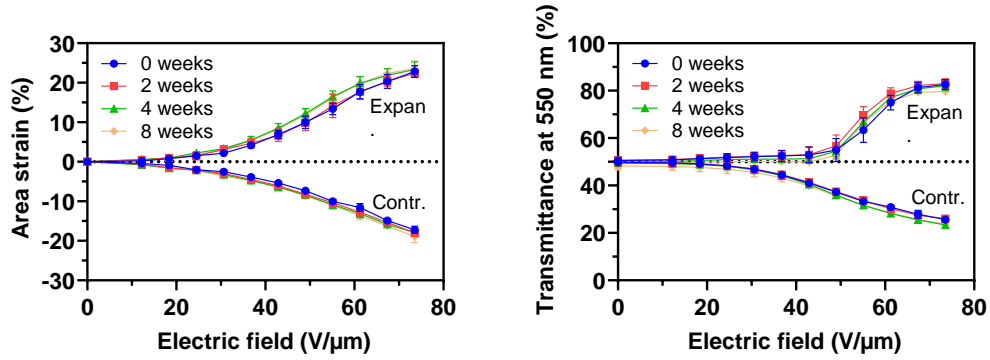 30
20
10
0
-10
-20
-30
0 weeks
2 weeks
4 weeks
8 weeks
Expan
.
Contr.
Area strain (%)
0 20 40 60 80
Electric field (V/µm)
100
80
60
40
20
0
0 weeks
2 weeks
4 weeks
8 weeks
Expan
.
Contr.
Transmittance at 550 nm (%)
0 20 40 60 80
Electric field (V/µm)